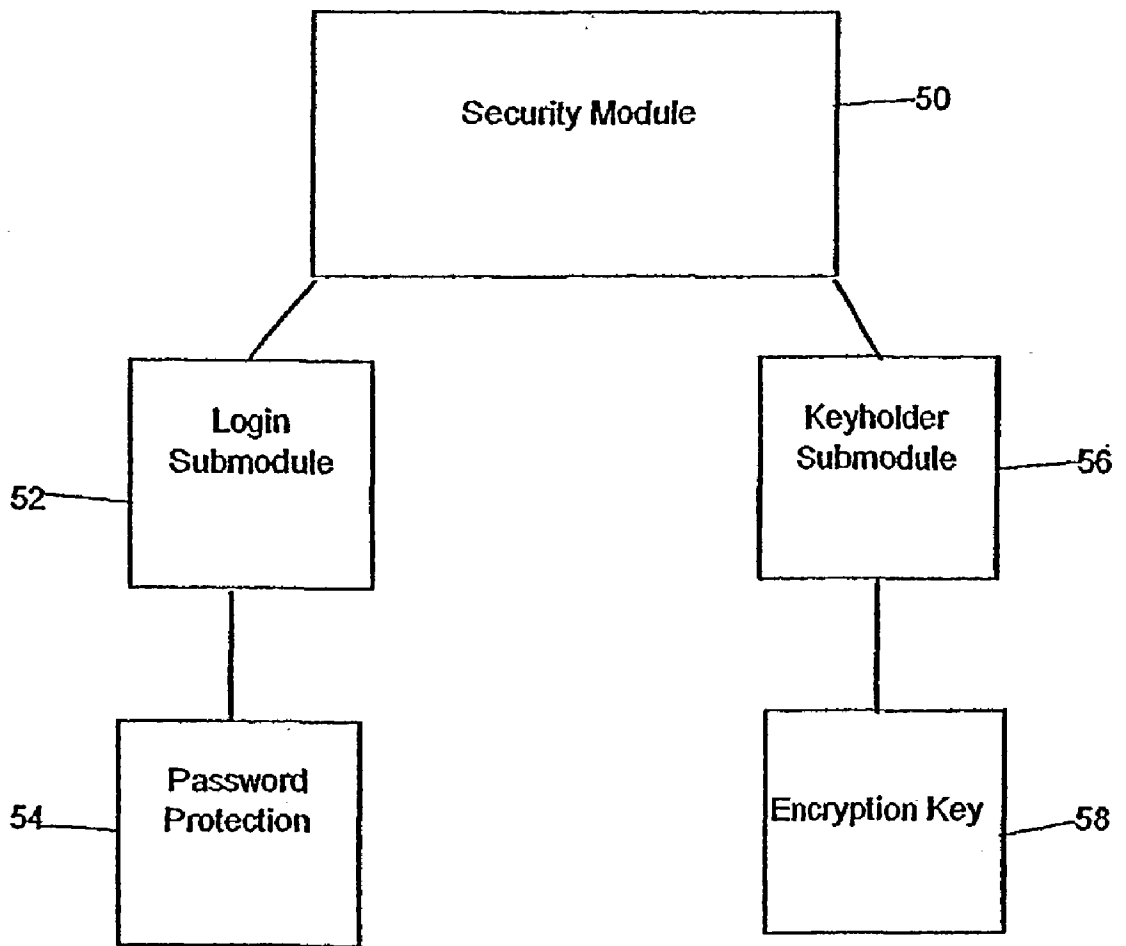 Security Module
50
Login
Submodule
52
Keyholder
Submodule
56
Password
Protection
54
Encryption Key
58